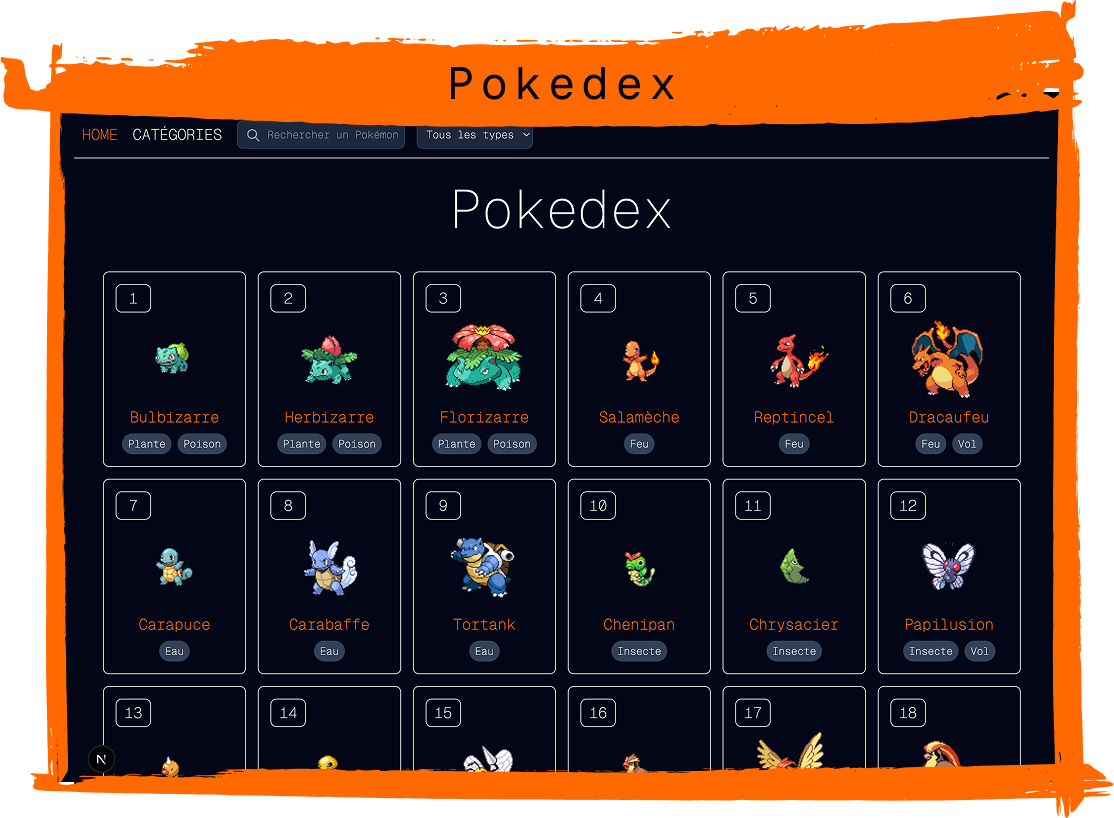 Pokedex
HOME CATÉGORIES Rechercher un Pokémon Tous les types
Pokedex
1 2 3 4 5 6
Bulbizarre Herbizarre Florizarre Salamèche Reptincel Dracaufeu
Plante Poison Plante Poison Plante Poison Feu Feu Feu Vol
7 8 9 10 11 12
Carapuce Carabaffe Tortank Chenipan Chrysacier Papilusion
Eau Eau Eau Insecte Insecte Insecte Vol
13 14 15 16 17 18
N